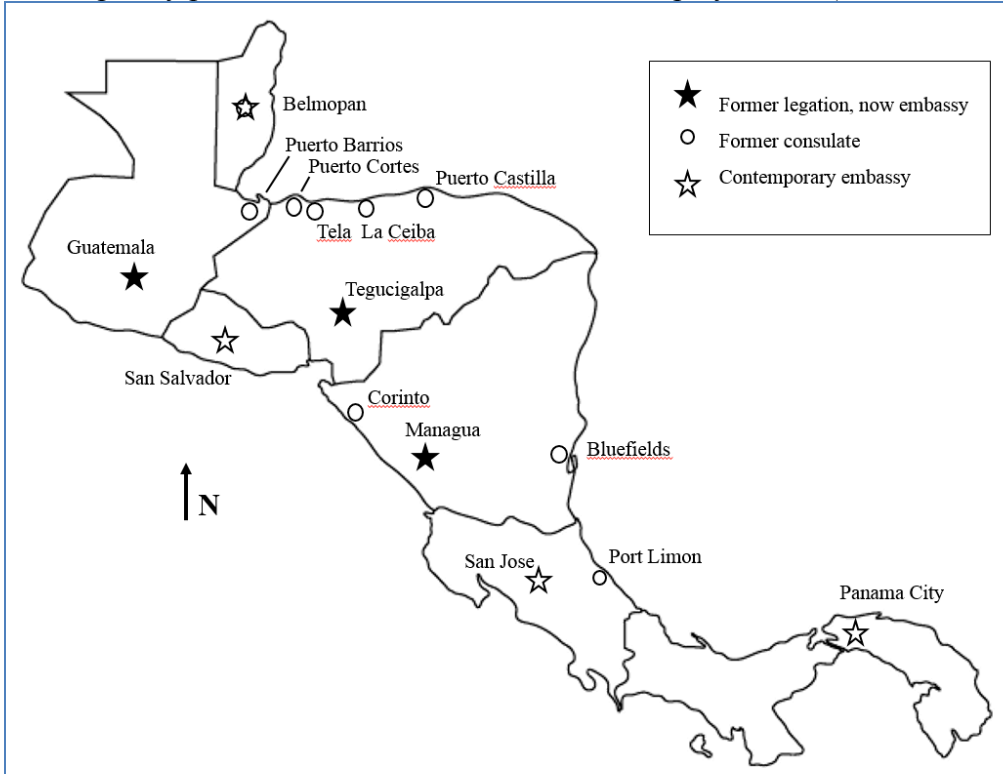 Former legation, now embassy
Former consulate
Contemporary embassy
Belmopan
Puerto Barrios
Puerto Cortes
Puerto Castilla
Tela La Ceiba
Guatemala
Tegucigalpa
San Salvador
Corinto
Managua
Bluefields
N
San Jose
Port Limon
Panama City